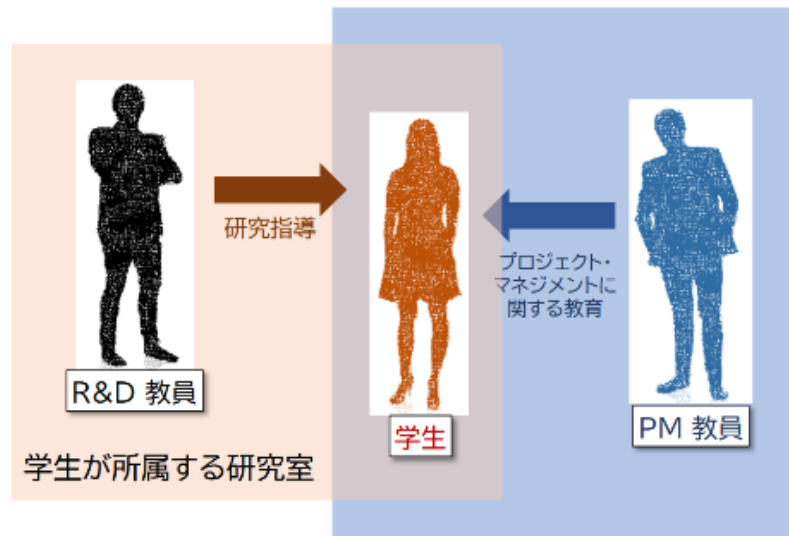 研究指導
プロジェクト・
マネジメントに
関する教育
R&D 教員
学生
PM 教員
学生が所属する研究室